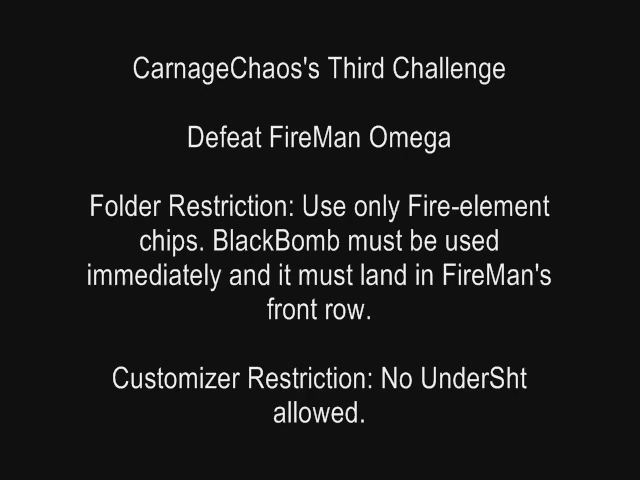 CarnageChaos's Third Challenge
Defeat FireMan Omega
Folder Restriction: Use only Fire-element
chips. BlackBomb must be used
immediately and it must land in FireMan's
front row.
Customizer Restriction: No UnderSht
allowed.